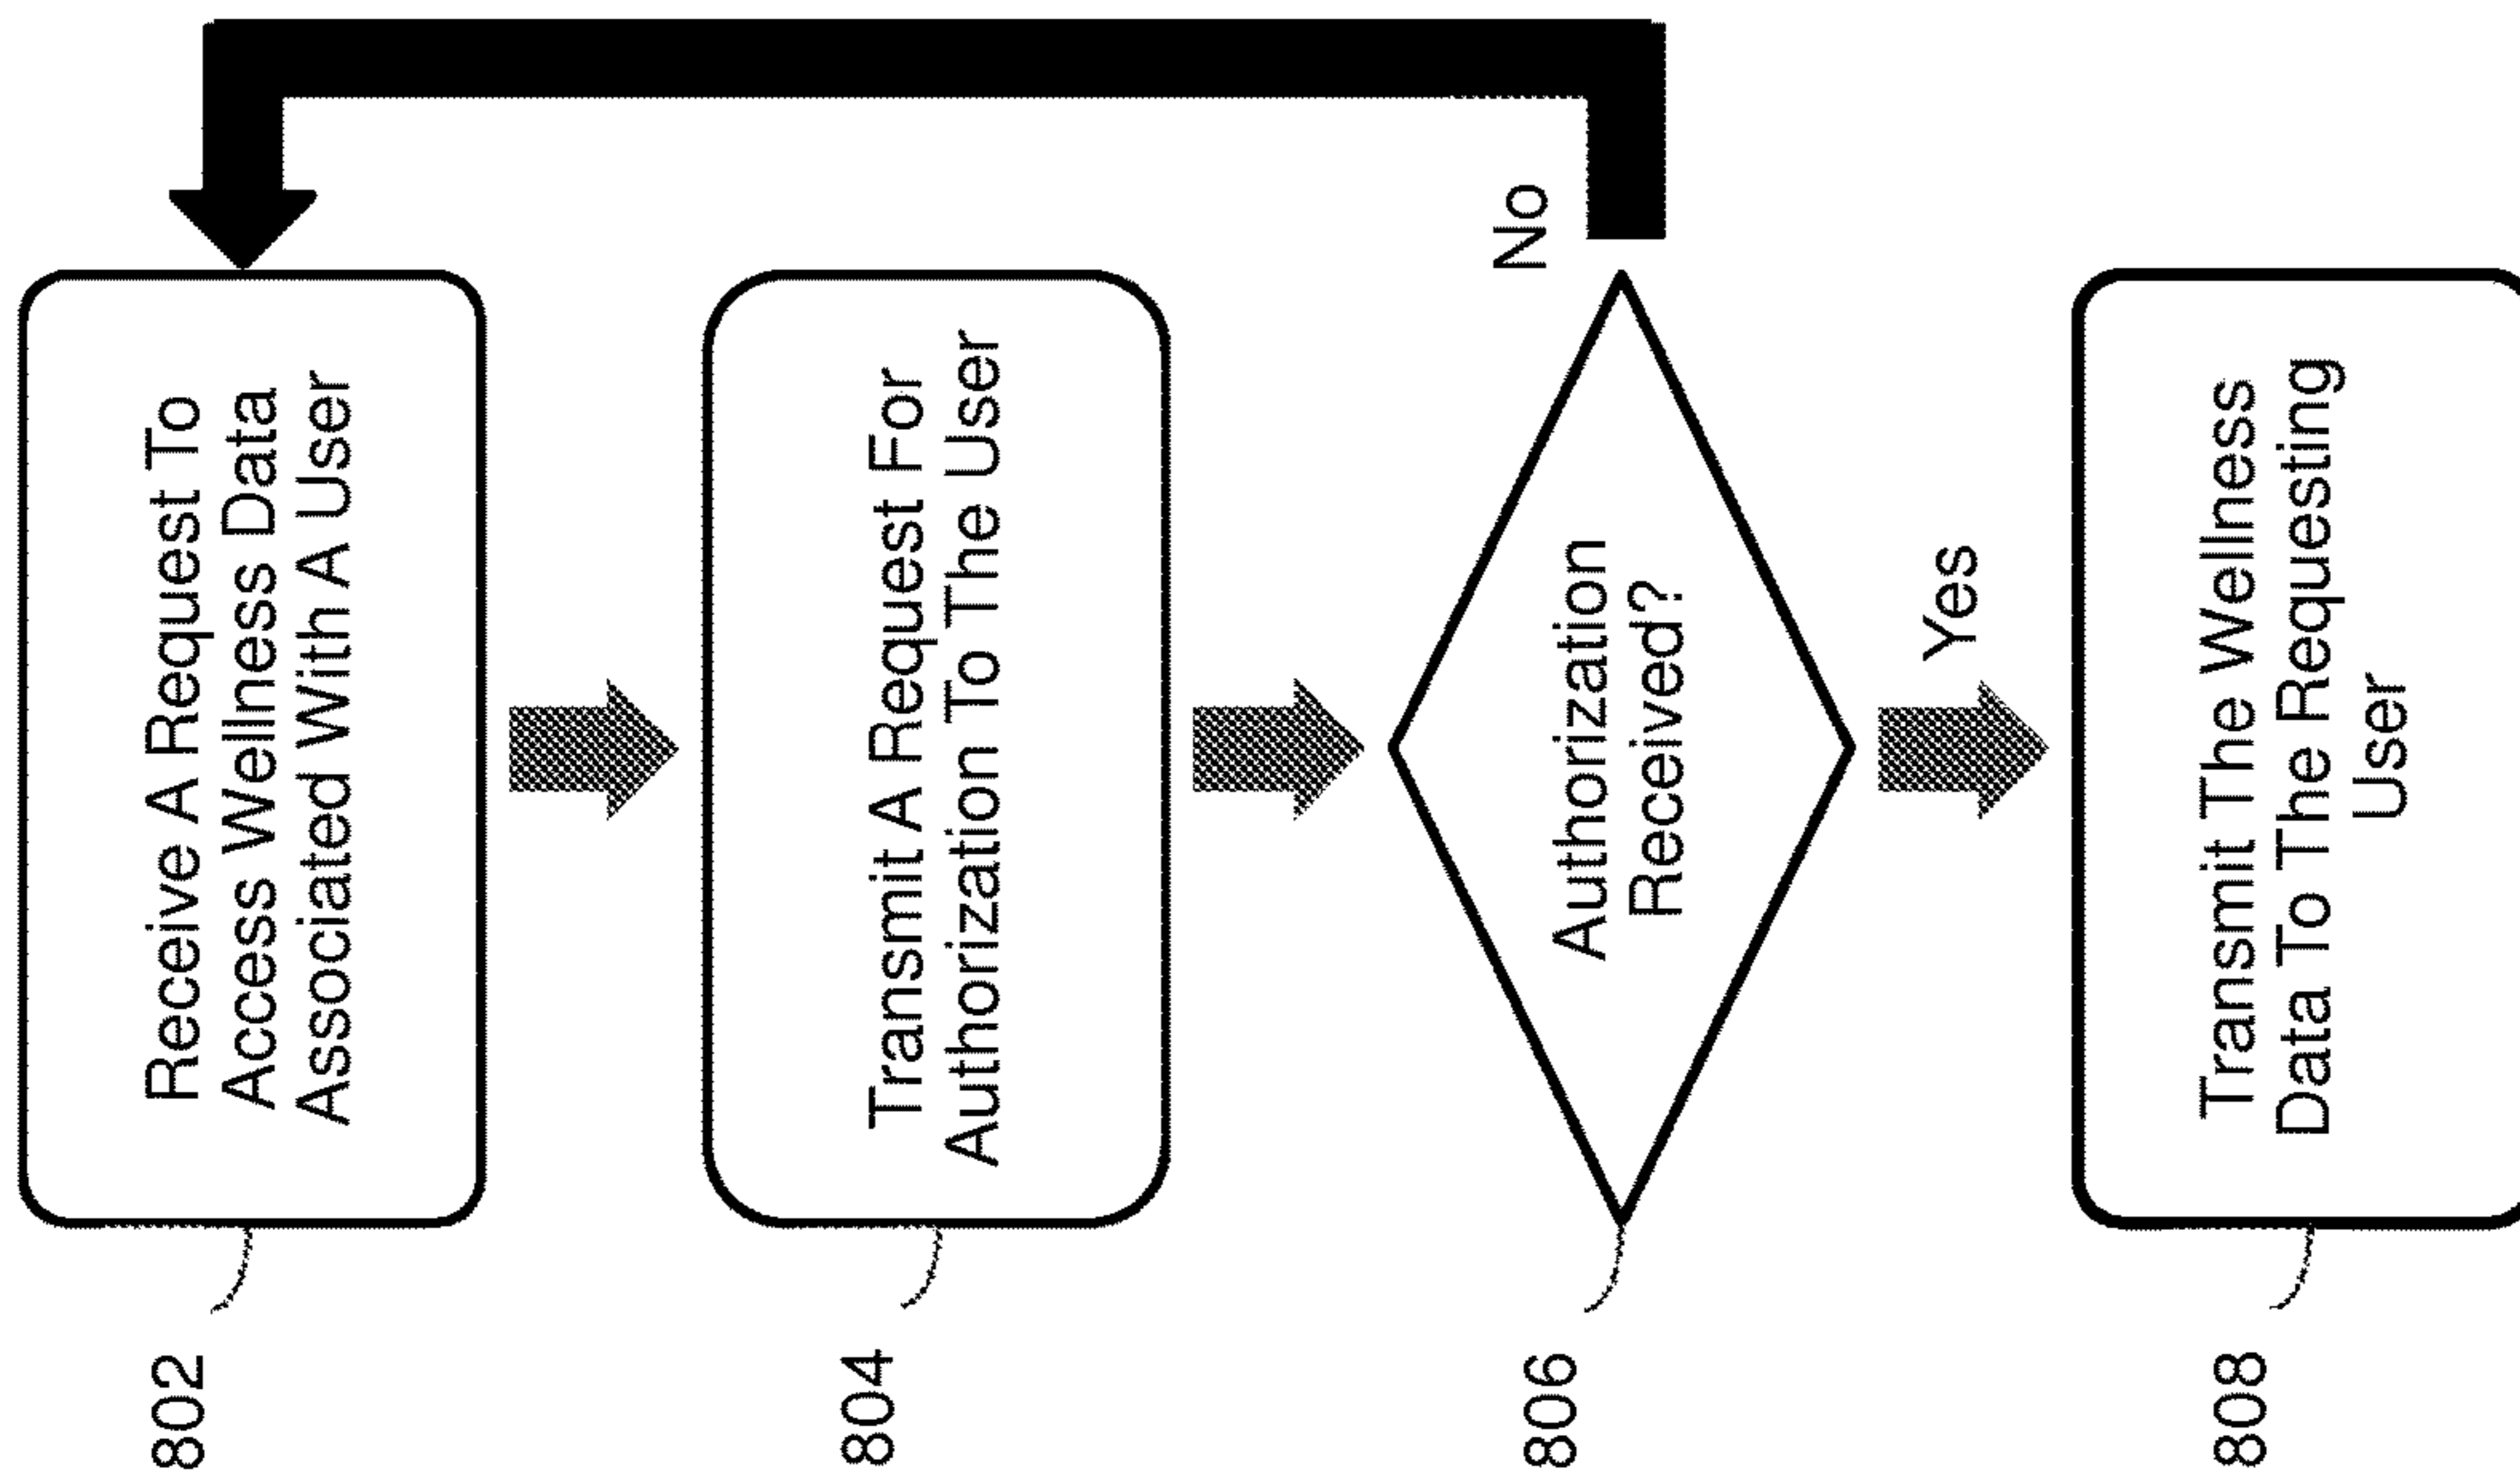 802
Receive A Request To
Access Wellness Data
Associated With A User
804
Transmit A Request For
Authorization To The User
806
Authorization
Received?
No
Yes
808
Transmit The Wellness
Data To The Requesting
User